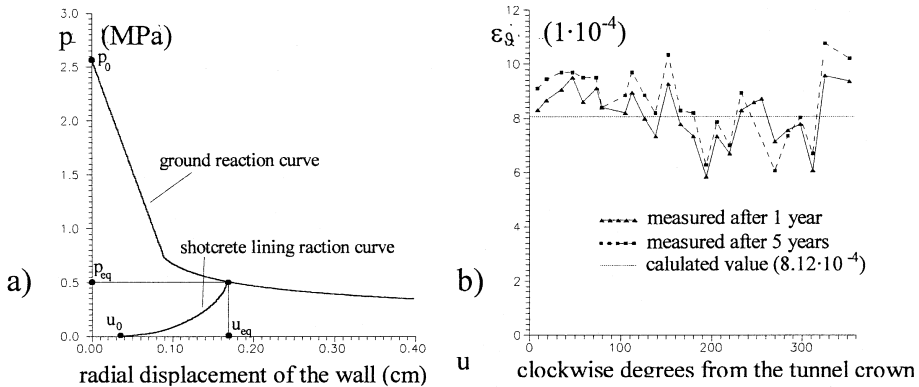 p (MPa)
3.0
p0
2.5
2.0
1.5
1.0
0.5
0.0
ground reaction curve
shotcrete lining raction curve
peq
u0
ueq
a)
0.00
0.10
0.20
0.30
0.40
radial displacement of the wall (cm)
u
εϑ (1·10-4)
12
10
8
6
4
2
0
measured after 1 year
measured after 5 years
calulated value (8.12·10-4)
b)
0
100
200
300
clockwise degrees from the tunnel crown